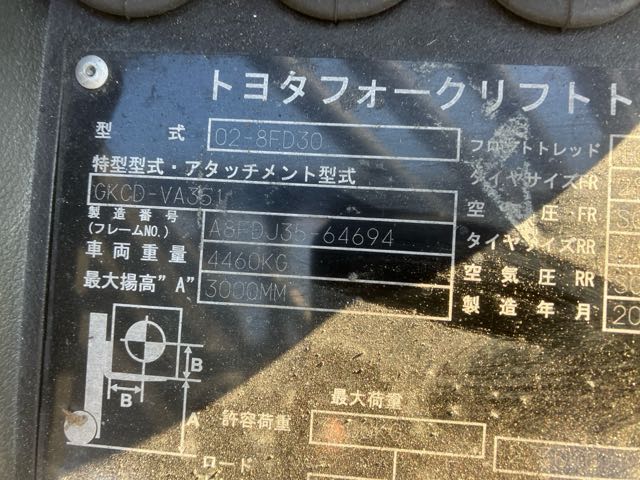 トヨタフォークリフトト
型 式 02-8FD30 フロントトレッド
特型型式・アタッチメント型式 タイヤサイズFR
GKCD-VA351 空 気 圧 FR
製造番号 (フレームNO.) A8FDJ35 64694 タイヤサイズRR
車両重量 4460KG 空 気 圧 RR
最大揚高"A" 3000MM 製 造 年 月 20
B
B
A
最大荷重
許容荷重
ロード